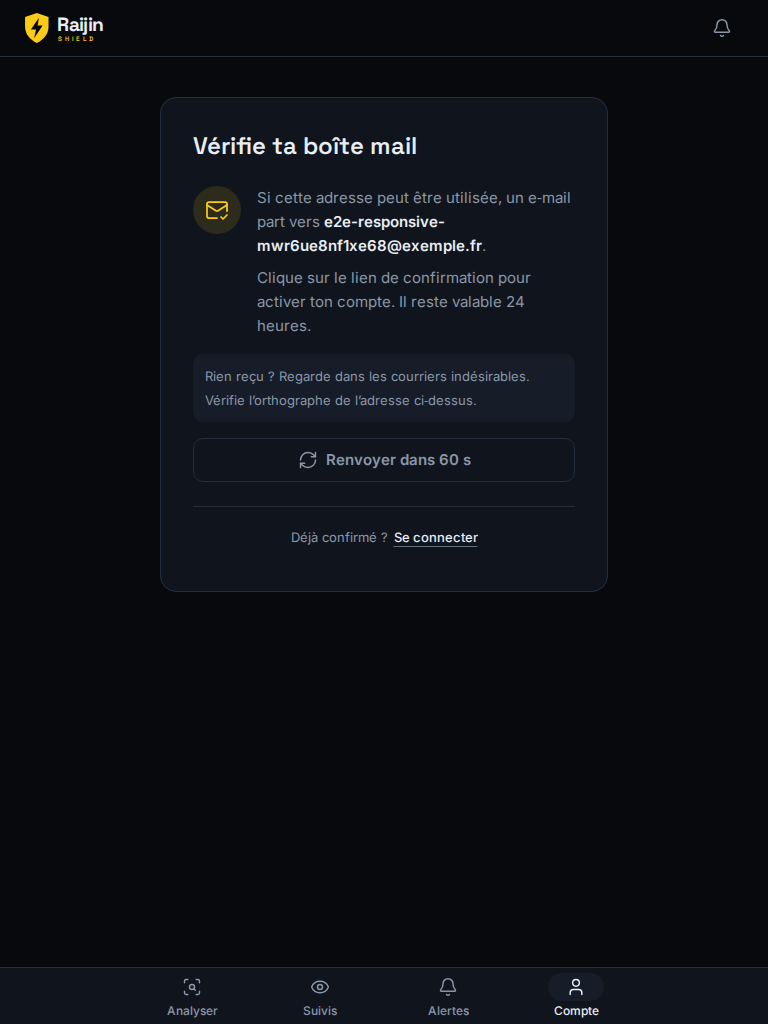 Raijin
SHIELD
Vérifie ta boîte mail
Si cette adresse peut être utilisée, un e-mail
part vers e2e-responsive-
mwr6ue8nf1xe68@exemple.fr.
Clique sur le lien de confirmation pour
activer ton compte. Il reste valable 24
heures.
Rien reçu ? Regarde dans les courriers indésirables.
Vérifie l’orthographe de l’adresse ci-dessus.
Renvoyer dans 60 s
Déjà confirmé ? Se connecter
Analyser
Suivis
Alertes
Compte